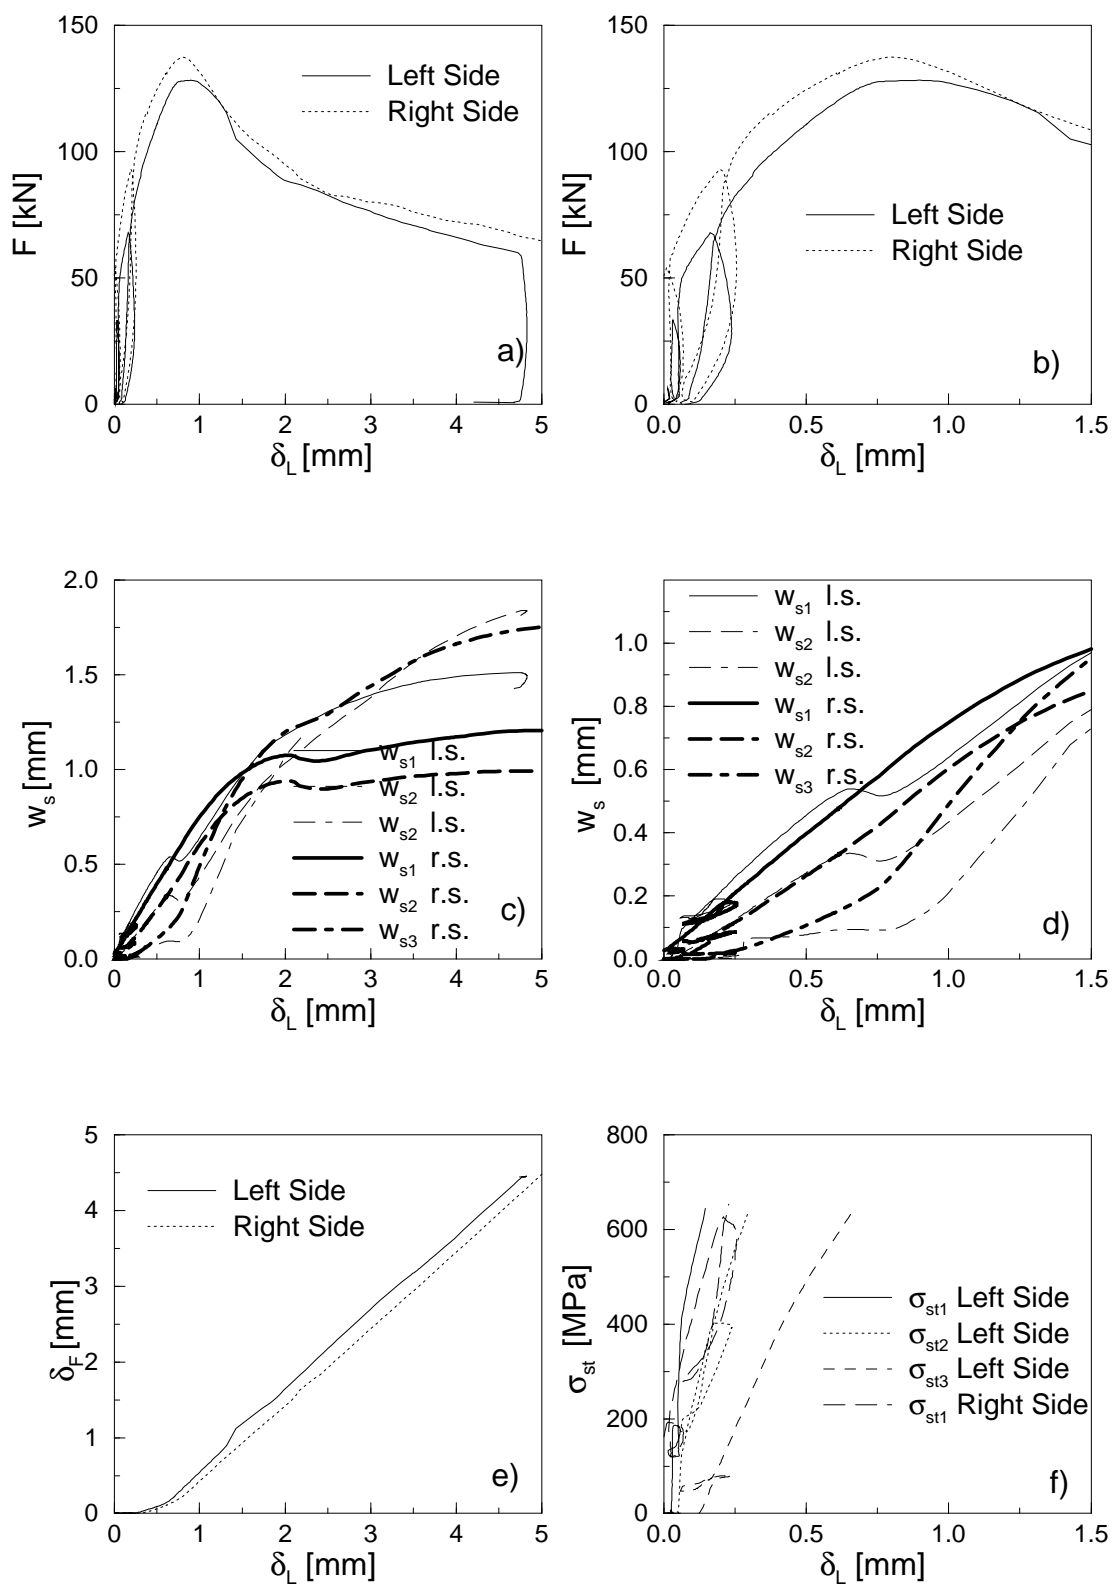 150
100
50
0
F [kN]
0
1
2
3
4
5
δL [mm]
Left Side
Right Side
a)
150
100
50
0
F [kN]
0.0
0.5
1.0
1.5
δL [mm]
Left Side
Right Side
b)
2.0
1.5
1.0
0.5
0.0
ws [mm]
0
1
2
3
4
5
δL [mm]
ws1 l.s.
ws2 l.s.
ws2 l.s.
ws1 r.s.
ws2 r.s.
ws3 r.s.
c)
1.0
0.8
0.6
0.4
0.2
0.0
ws [mm]
0.0
0.5
1.0
1.5
δL [mm]
ws1 l.s.
ws2 l.s.
ws2 l.s.
ws1 r.s.
ws2 r.s.
ws3 r.s.
d)
5
4
3
2
1
0
δF [mm]
0
1
2
3
4
5
δL [mm]
Left Side
Right Side
e)
800
600
400
200
0
σst [MPa]
0.0
0.5
1.0
1.5
δL [mm]
σst1 Left Side
σst2 Left Side
σst3 Left Side
σst1 Right Side
f)